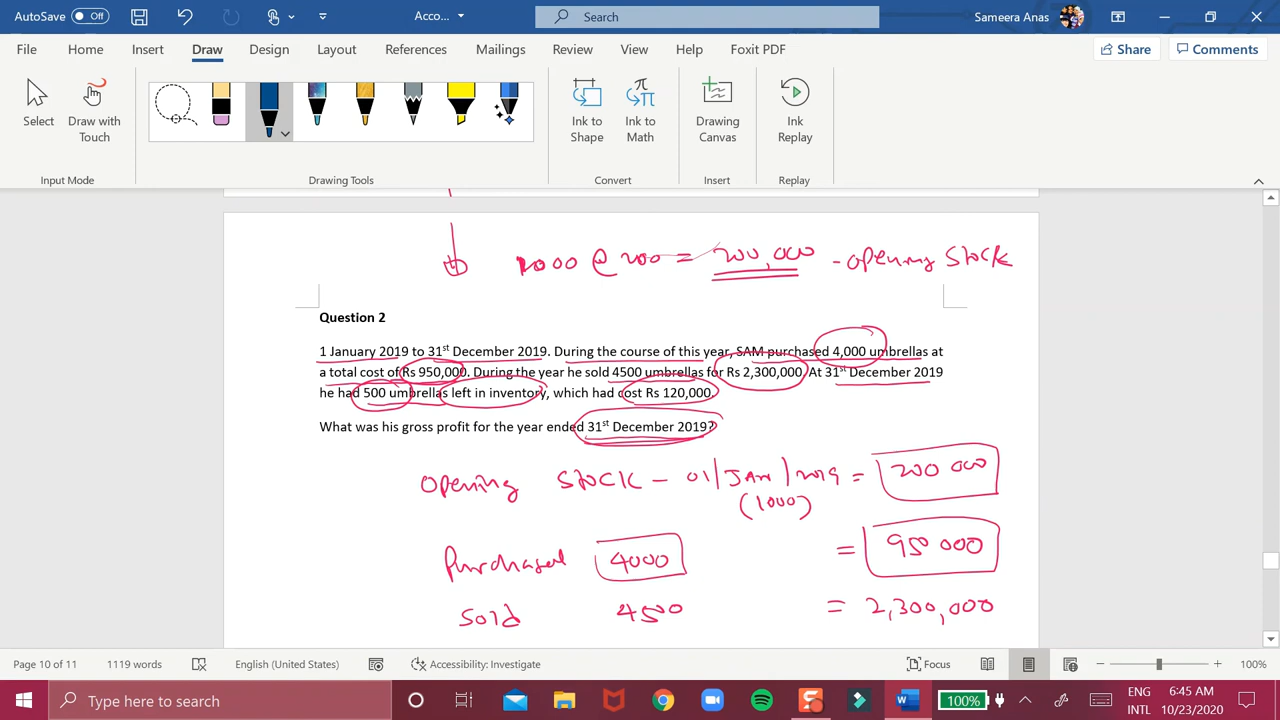 AutoSave Off Acco... Search Sameera Anas
File Home Insert Draw Design Layout References Mailings Review View Help Foxit PDF Share Comments
Select Draw with Touch Ink to Shape Ink to Math Drawing Canvas Ink Replay
Input Mode Drawing Tools Convert Insert Replay
1000 @ 200 = 200,000 - opening stock
Question 2
1 January 2019 to 31st December 2019. During the course of this year, SAM purchased 4,000 umbrellas at
a total cost of Rs 950,000. During the year he sold 4500 umbrellas for Rs 2,300,000. At 31st December 2019
he had 500 umbrellas left in inventory, which had cost Rs 120,000.
What was his gross profit for the year ended 31st December 2019?
Opening stock - 01/JAN/2019 = 200 000
(1000)
Purchased 4000 = 950 000
Sold 4500 = 2,300,000
Page 10 of 11 1119 words English (United States) Accessibility: Investigate Focus 100%
Type here to search 100% ENG 6:45 AM
INTL 10/23/2020